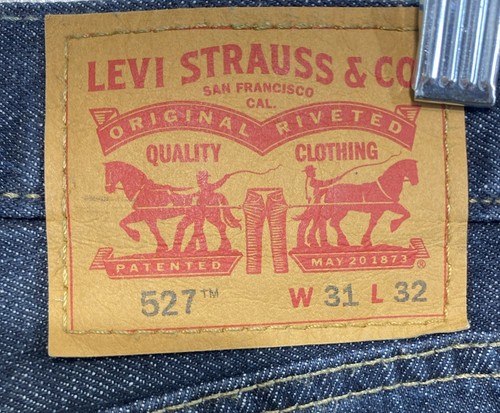 LEVI STRAUSS & CO
SAN FRANCISCO
CAL.
ORIGINAL RIVETED
QUALITY CLOTHING
PATENTED MAY 20 1873 ®
527™ W 31 L 32